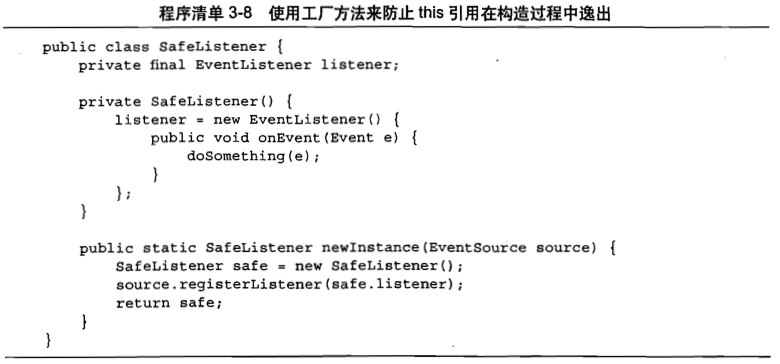 程序清单 3-8 使用工厂方法来防止 this 引用在构造过程中逸出
public class SafeListener {
    private final EventListener listener;

    private SafeListener() {
        listener = new EventListener() {
            public void onEvent(Event e) {
                doSomething(e);
            }
        };
    }

    public static SafeListener newInstance(EventSource source) {
        SafeListener safe = new SafeListener();
        source.registerListener(safe.listener);
        return safe;
    }
}